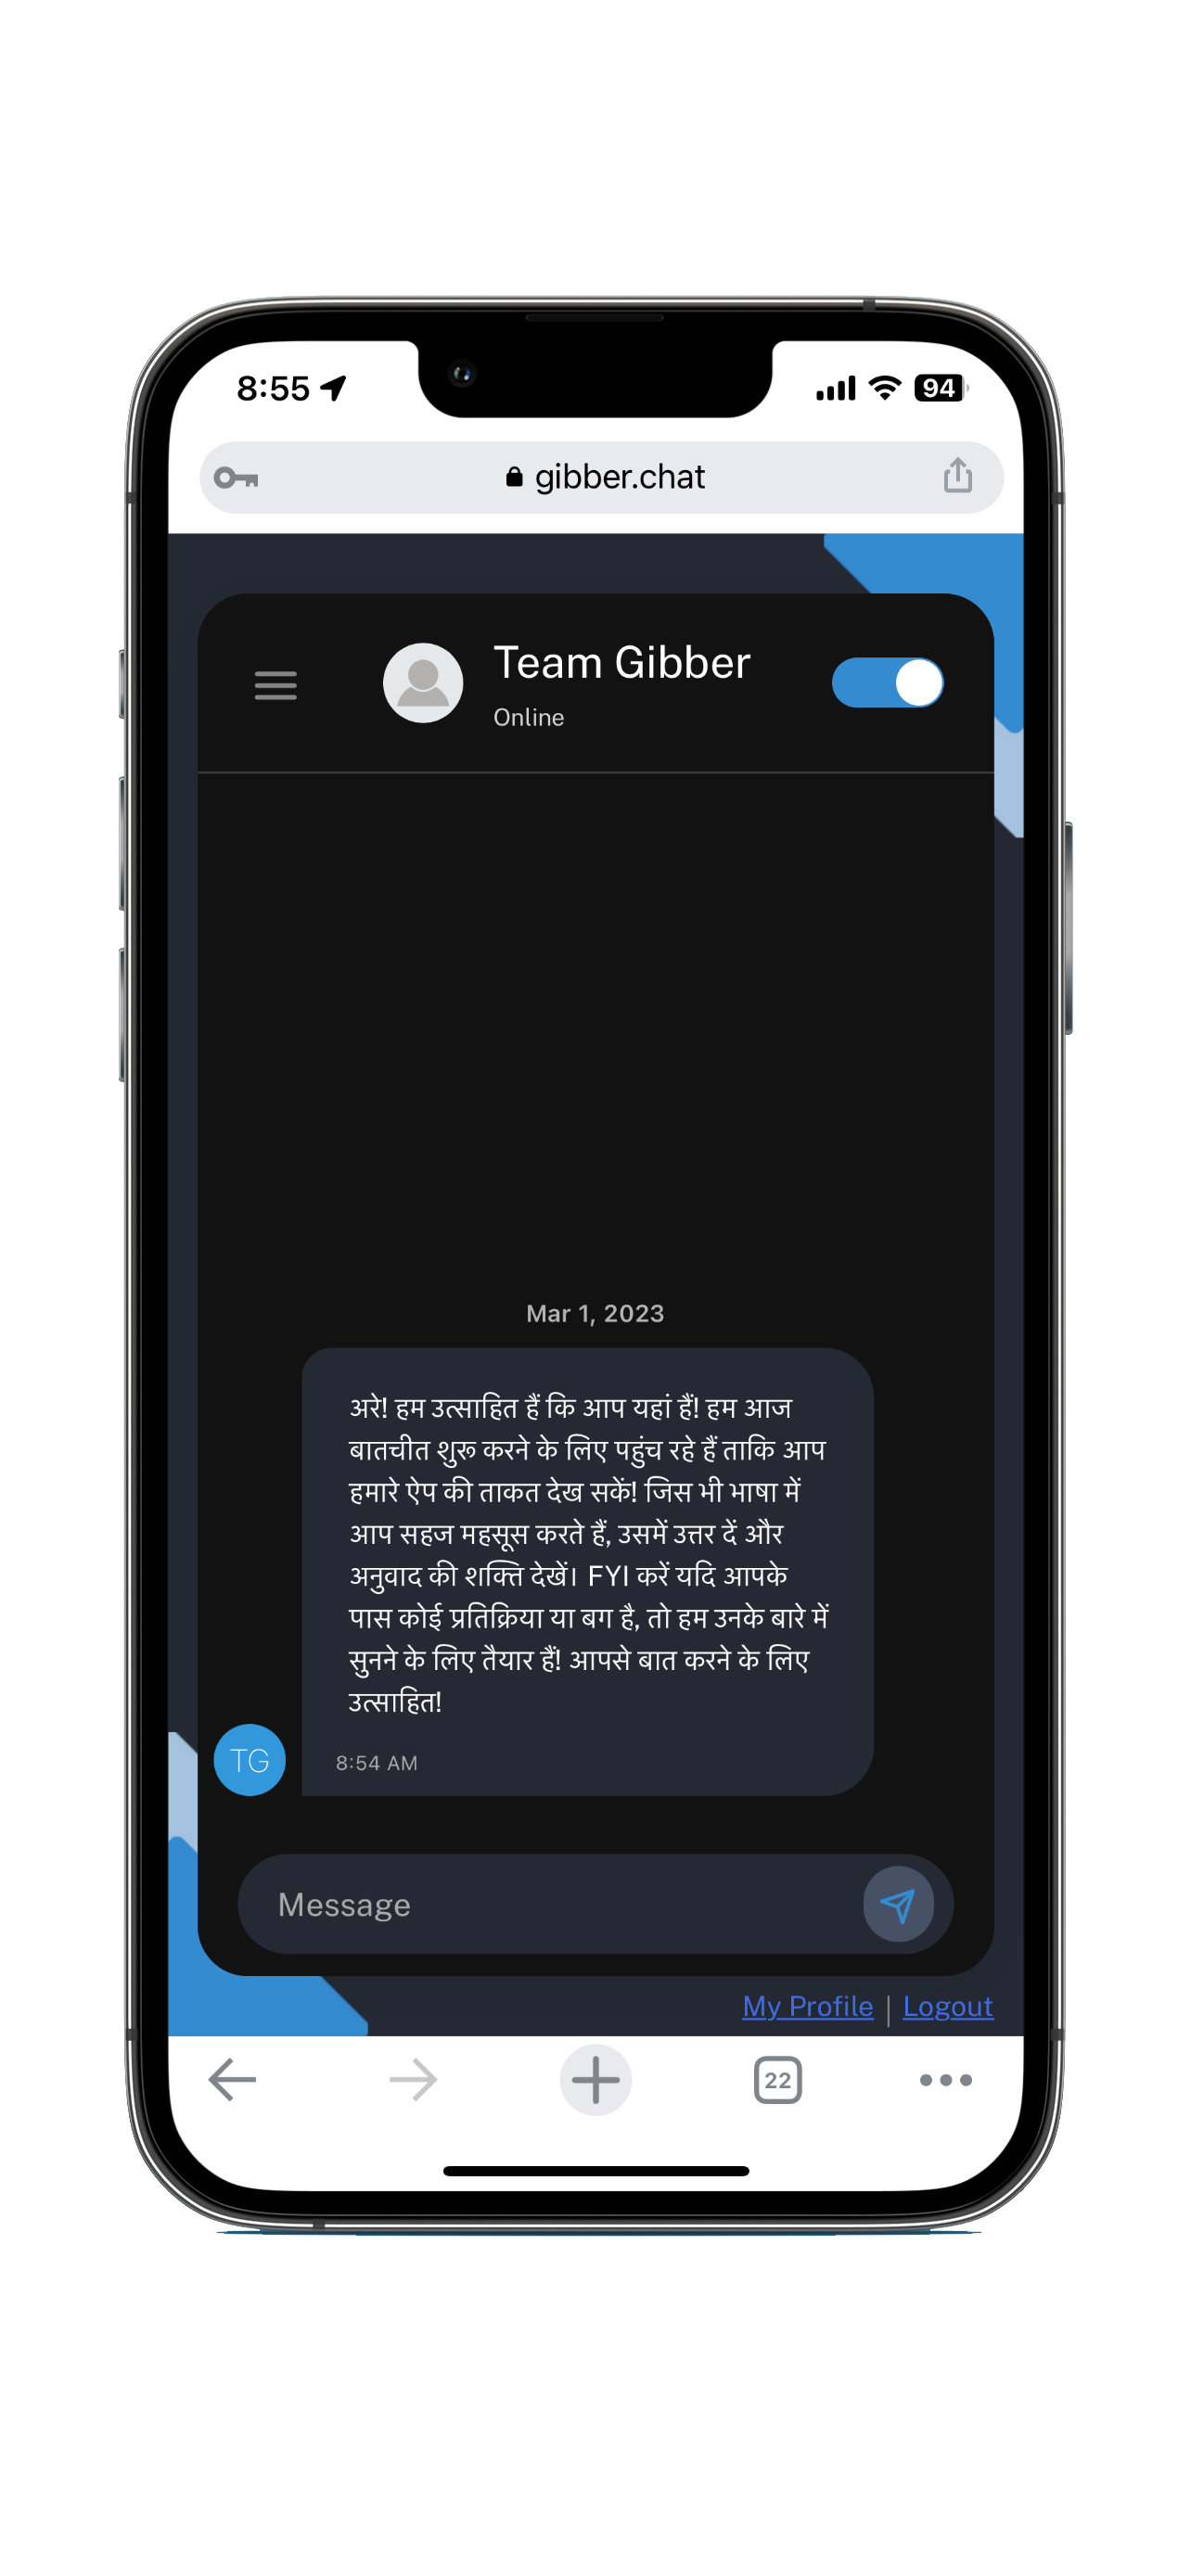 8:55
94
gibber.chat
Team Gibber
Online
Mar 1, 2023
अरे! हम उत्साहित हैं कि आप यहां हैं! हम आज
बातचीत शुरू करने के लिए पहुंच रहे हैं ताकि आप
हमारे ऐप की ताकत देख सकें! जिस भी भाषा में
आप सहज महसूस करते हैं, उसमें उत्तर दें और
अनुवाद की शक्ति देखें। FYI करें यदि आपके
पास कोई प्रतिक्रिया या बग है, तो हम उनके बारे में
सुनने के लिए तैयार हैं! आपसे बात करने के लिए
उत्साहित!
TG
8:54 AM
Message
My Profile | Logout
22